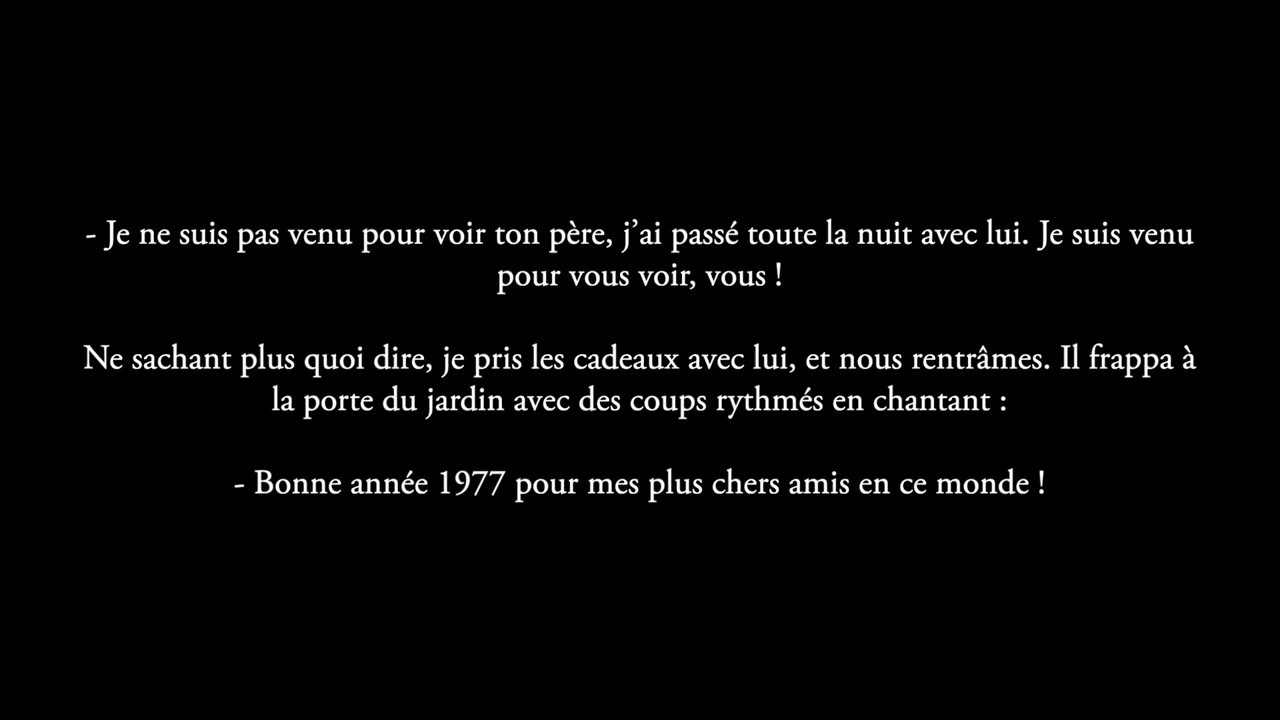 - Je ne suis pas venu pour voir ton père, j’ai passé toute la nuit avec lui. Je suis venu
pour vous voir, vous !
Ne sachant plus quoi dire, je pris les cadeaux avec lui, et nous rentrâmes. Il frappa à
la porte du jardin avec des coups rythmés en chantant :
- Bonne année 1977 pour mes plus chers amis en ce monde !